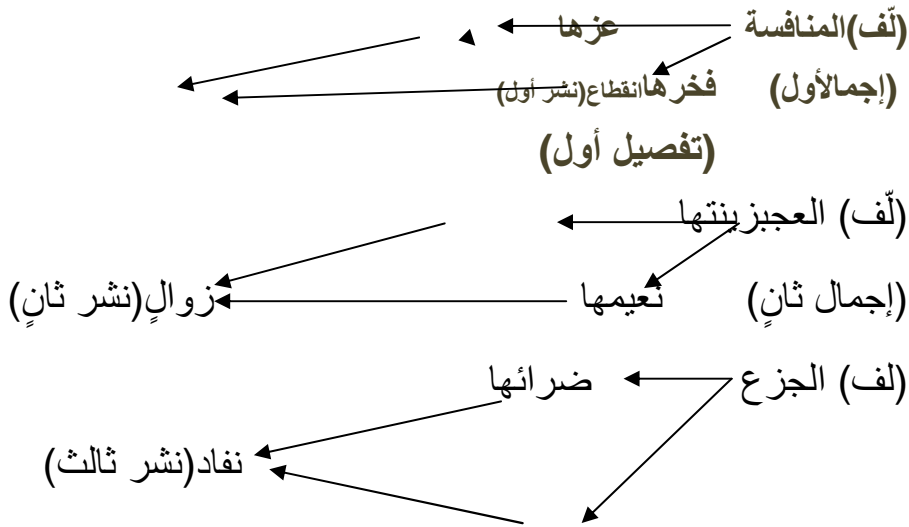 (لّف)المنافسة عزها
(إجمالأول) فخرهاانقطاع(نشر أول)
(تفصيل أول)
(لّف) العجبزينتها
(إجمال ثانٍ) نعيمها زوالٍ(نشر ثانٍ)
(لف) الجزع ضرائها
نفاد(نشر ثالث)